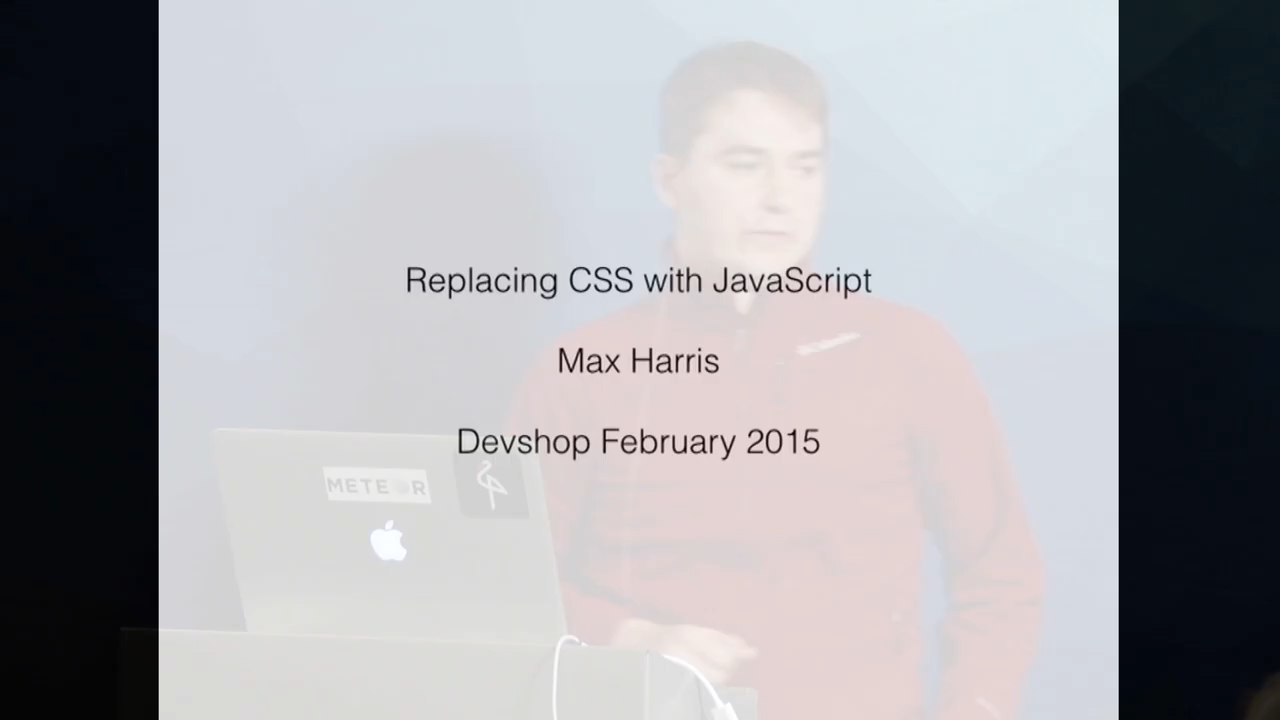 Replacing CSS with JavaScript
Max Harris
Devshop February 2015
METEOR